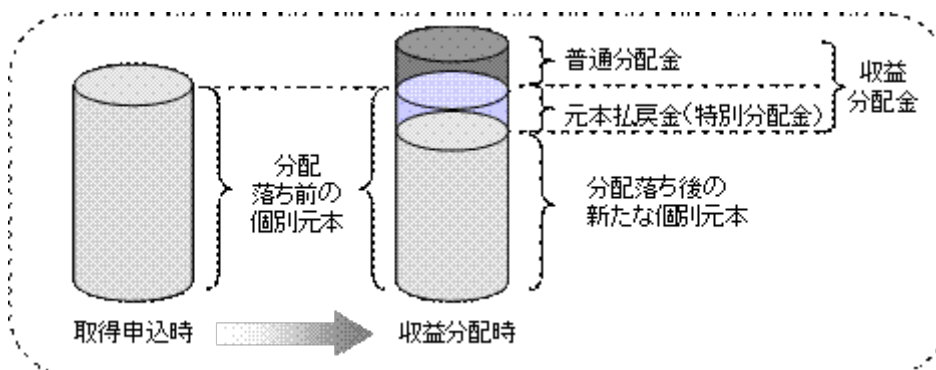 普通分配金
収益
分配金
元本払戻金(特別分配金)
分配
落ち前の
個別元本
分配落ち後の
新たな個別元本
取得申込時
収益分配時